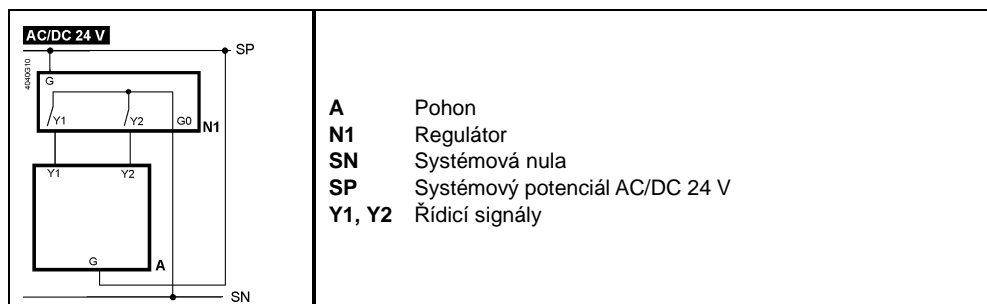 AC/DC 24 V
SP
4040G10
G
Y1 Y2 G0 N1
Y1 Y2
G A
SN
A Pohon
N1 Regulátor
SN Systémová nula
SP Systémový potenciál AC/DC 24 V
Y1, Y2 Řídicí signály